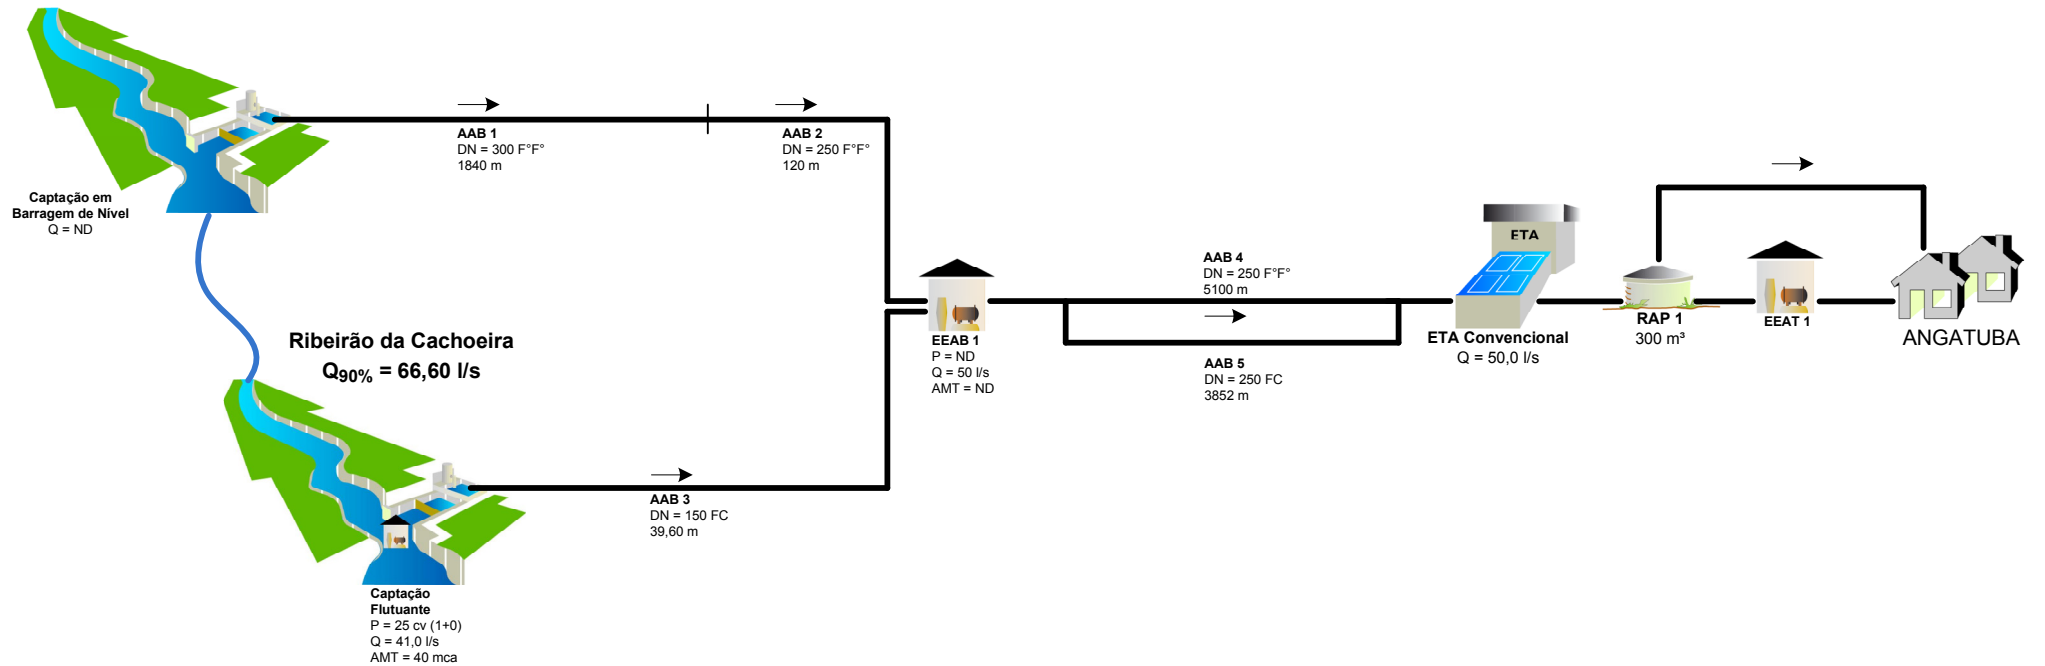 AAB 1
DN = 300 F°F°
1840 m
AAB 2
DN = 250 F°F°
120 m
Captação em
Barragem de Nível
Q = ND
Ribeirão da Cachoeira
Q90% = 66,60 l/s
AAB 3
DN = 150 FC
39,60 m
Captação
Flutuante
P = 25 cv (1+0)
Q = 41,0 l/s
AMT = 40 mca
EEAB 1
P = ND
Q = 50 l/s
AMT = ND
AAB 4
DN = 250 F°F°
5100 m
AAB 5
DN = 250 FC
3852 m
ETA
ETA Convencional
Q = 50,0 l/s
RAP 1
300 m³
EEAT 1
ANGATUBA